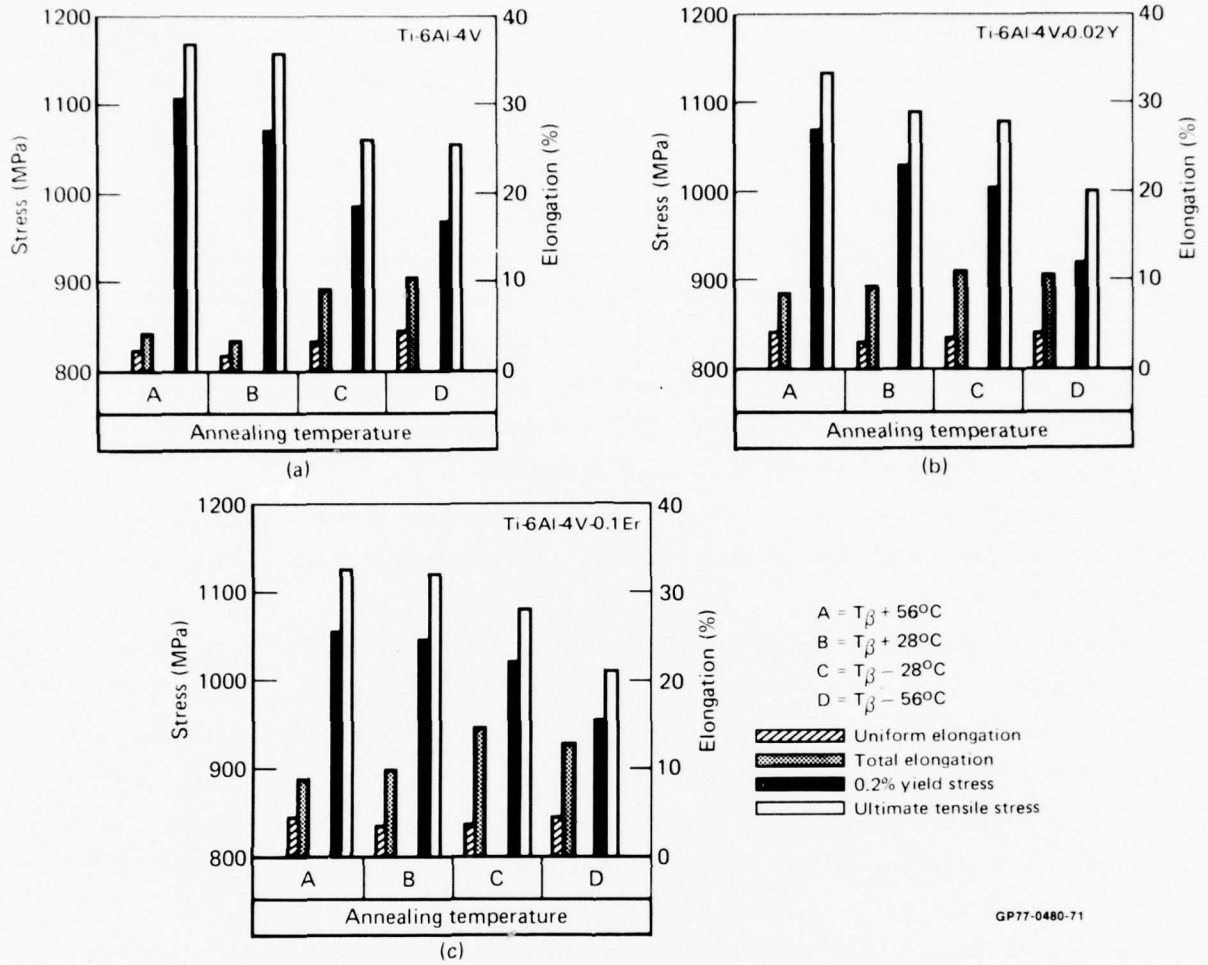 Ti-6Al-4V
1200
1100
1000
900
800
Stress (MPa)
40
30
20
10
0
Elongation (%)
A B C D
Annealing temperature
(a)
Ti-6Al-4V-0.02Y
1200
1100
1000
900
800
Stress (MPa)
40
30
20
10
0
Elongation (%)
A B C D
Annealing temperature
(b)
Ti-6Al-4V-0.1Er
1200
1100
1000
900
800
Stress (MPa)
40
30
20
10
0
Elongation (%)
A B C D
Annealing temperature
(c)
A = Tβ + 56°C
B = Tβ + 28°C
C = Tβ − 28°C
D = Tβ − 56°C
Uniform elongation
Total elongation
0.2% yield stress
Ultimate tensile stress
GP77-0480-71